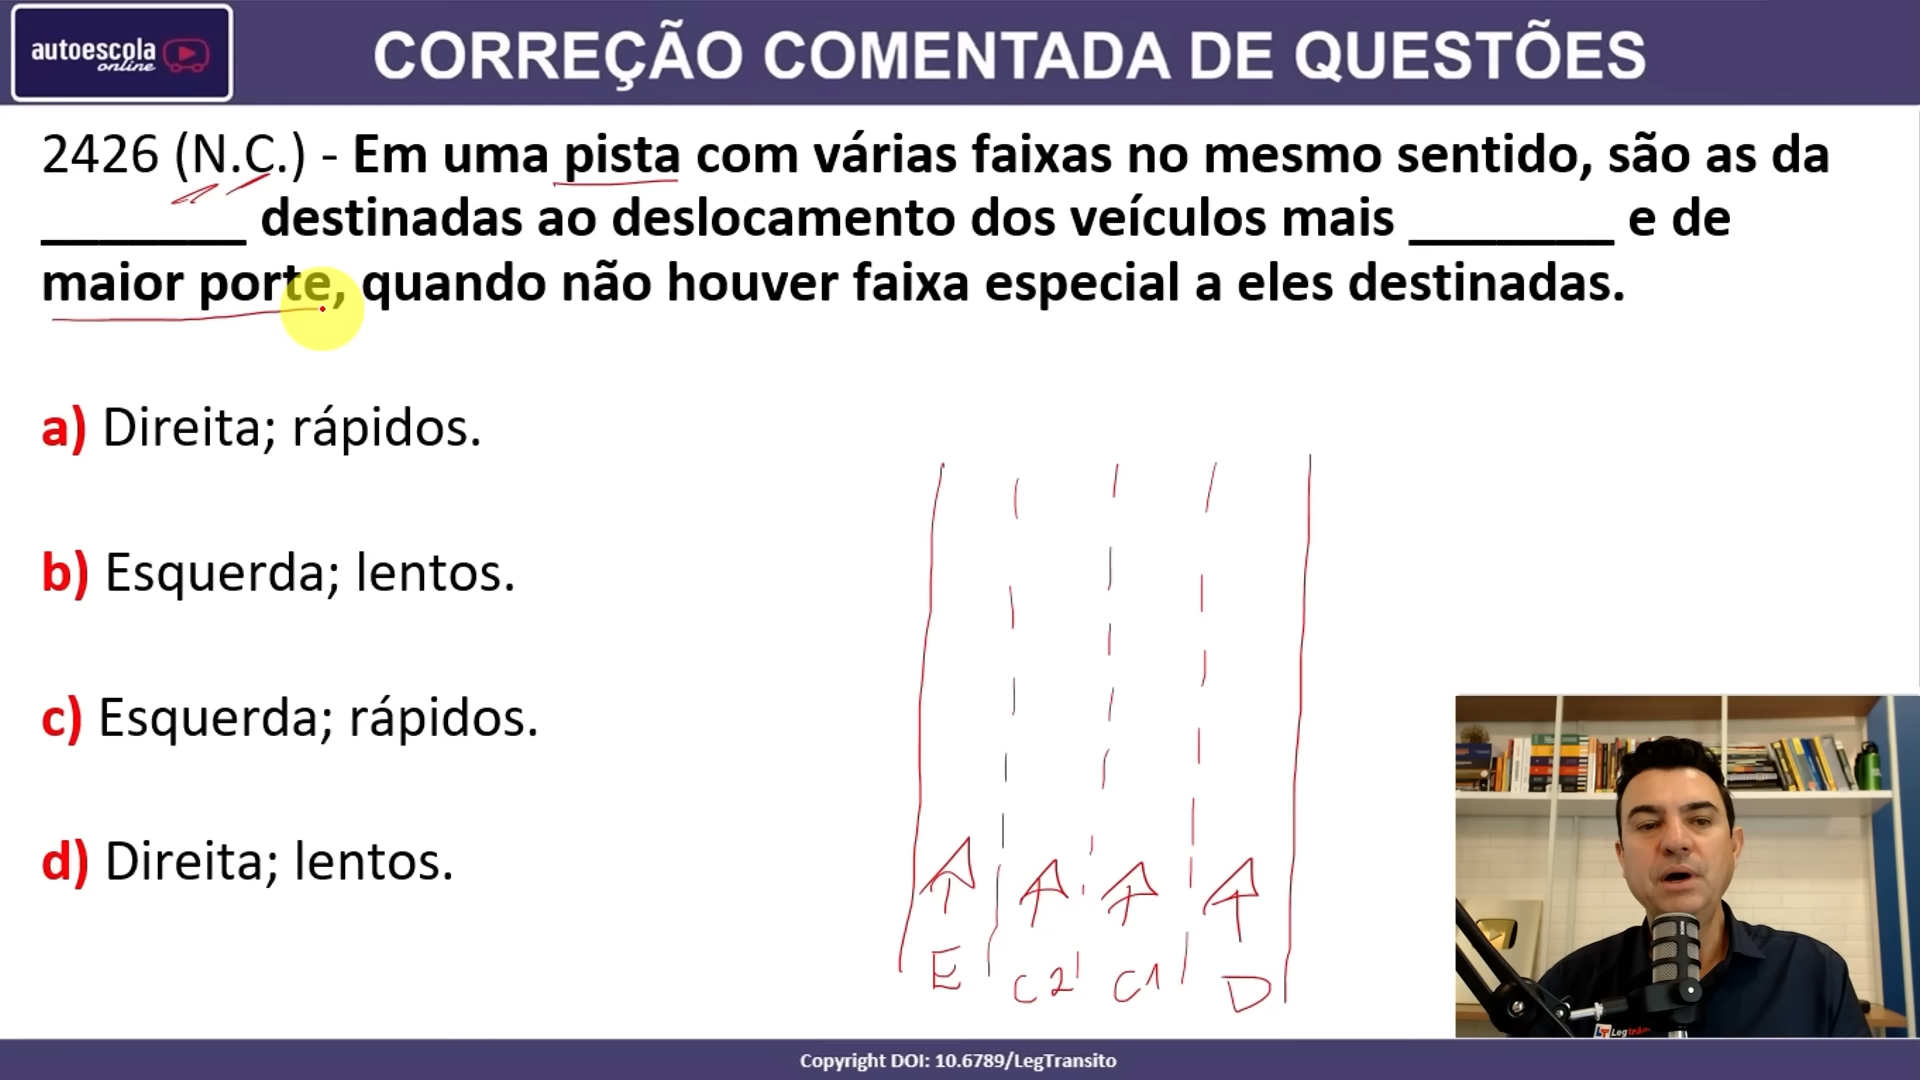 autoescola
online
CORREÇÃO COMENTADA DE QUESTÕES
2426 (N.C.) - Em uma pista com várias faixas no mesmo sentido, são as da
________ destinadas ao deslocamento dos veículos mais ________ e de
maior porte, quando não houver faixa especial a eles destinadas.
a) Direita; rápidos.
b) Esquerda; lentos.
c) Esquerda; rápidos.
d) Direita; lentos.
E C2 C1 D
LT Legtrân
Copyright DOI: 10.6789/LegTransito